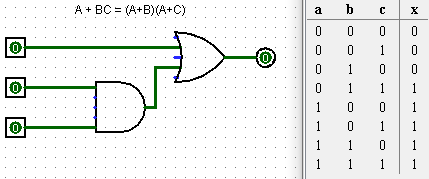 A + BC = (A+B)(A+C)
0
0
0
0
a b c x
0 0 0 0
0 0 1 0
0 1 0 0
0 1 1 1
1 0 0 1
1 0 1 1
1 1 0 1
1 1 1 1